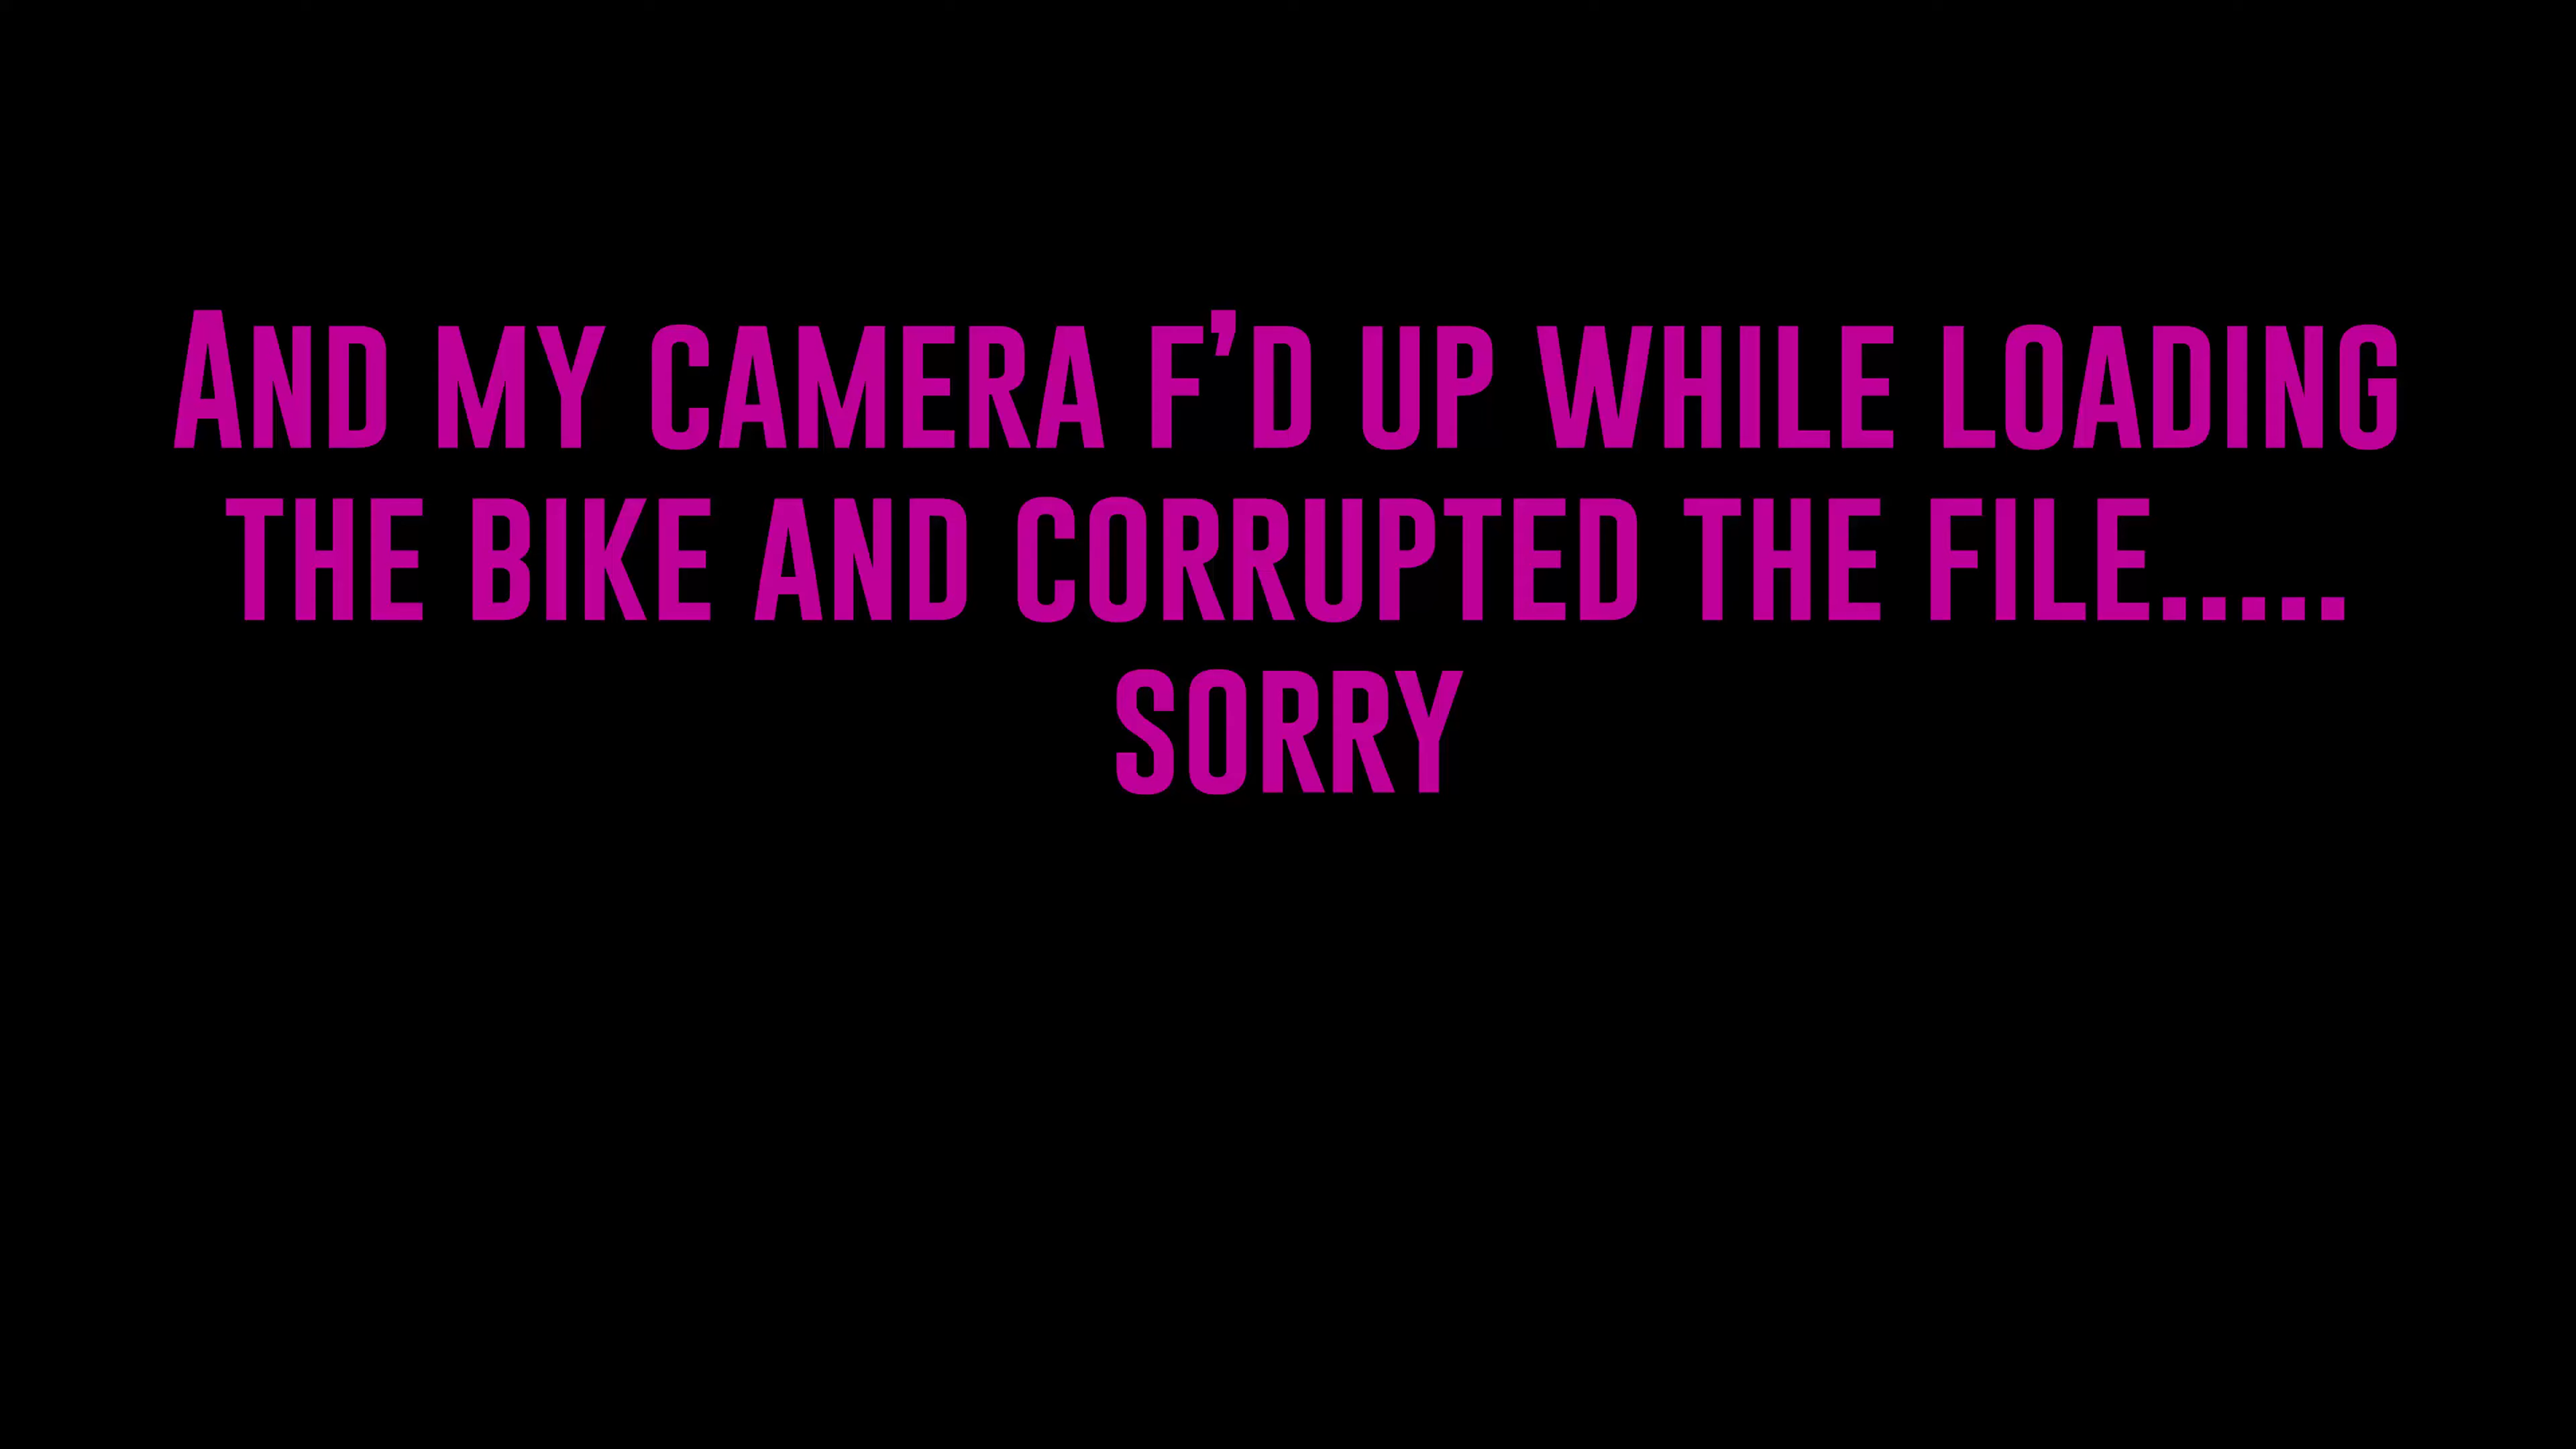 And my camera f’d up while loading
the bike and corrupted the file.....
sorry